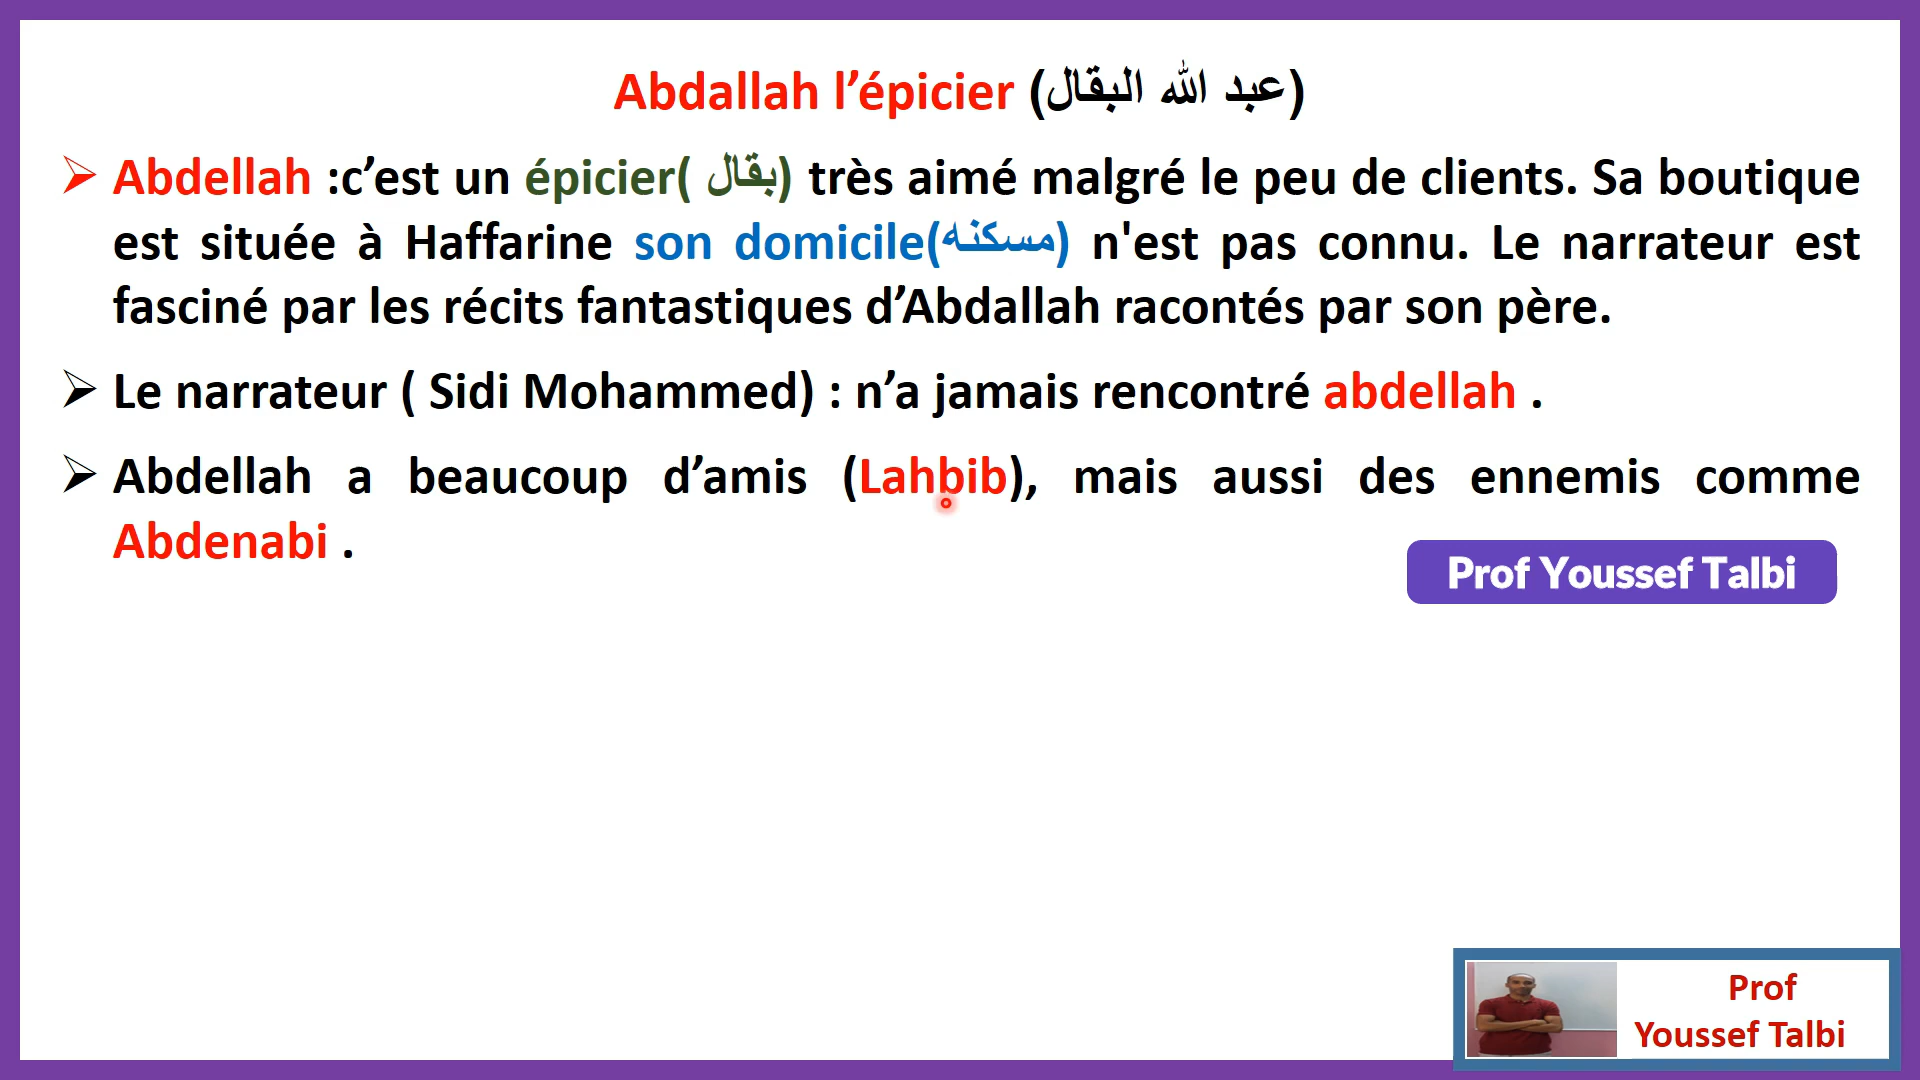 Abdallah l’épicier (عبد الله البقال)
Abdellah :c’est un épicier( بقال) très aimé malgré le peu de clients. Sa boutique
est située à Haffarine son domicile(مسكنه) n'est pas connu. Le narrateur est
fasciné par les récits fantastiques d’Abdallah racontés par son père.
Le narrateur ( Sidi Mohammed) : n’a jamais rencontré abdellah .
Abdellah a beaucoup d’amis (Lahbib), mais aussi des ennemis comme
Abdenabi .
Prof Youssef Talbi
Prof
Youssef Talbi